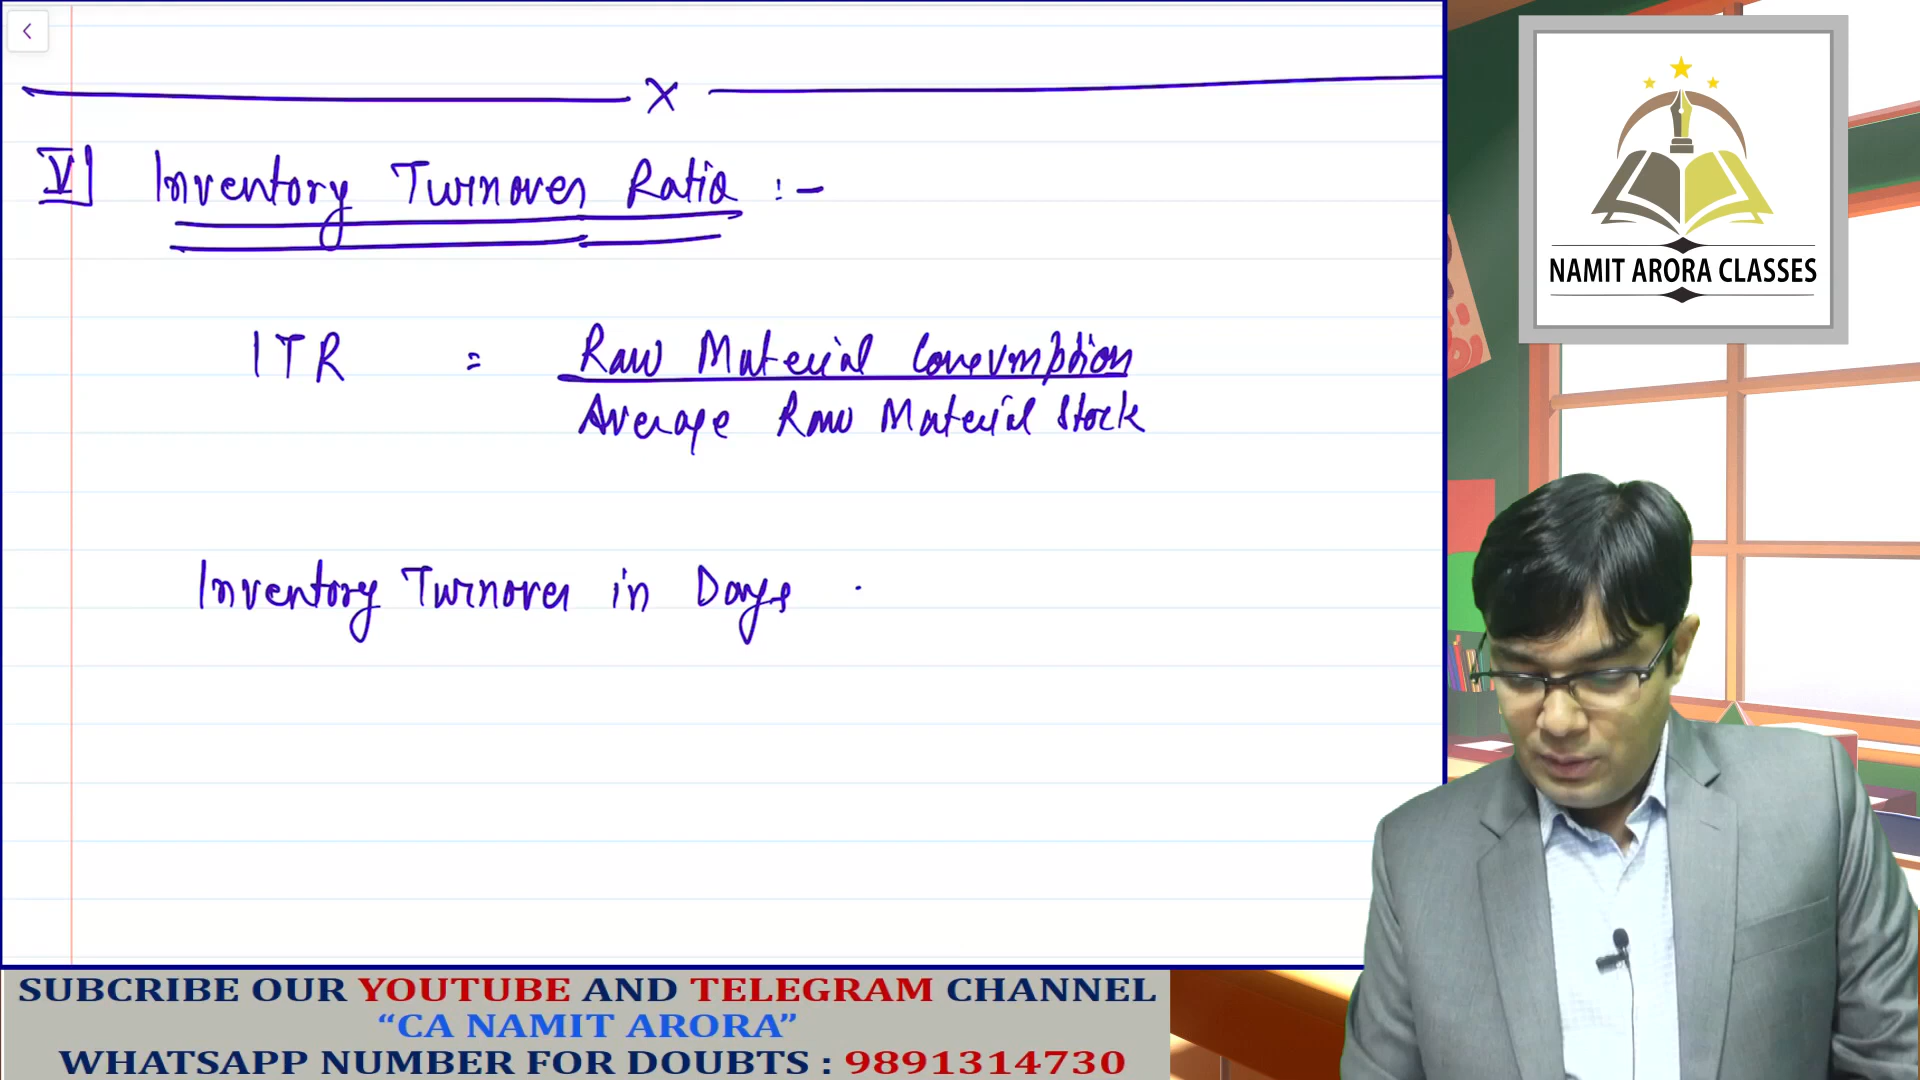 X
V] Inventory Turnover Ratio :-
ITR = Raw Material Consumption
Average Raw Material Stock
Inventory Turnover in Days
NAMIT ARORA CLASSES
SUBCRIBE OUR YOUTUBE AND TELEGRAM CHANNEL
“CA NAMIT ARORA”
WHATSAPP NUMBER FOR DOUBTS : 9891314730